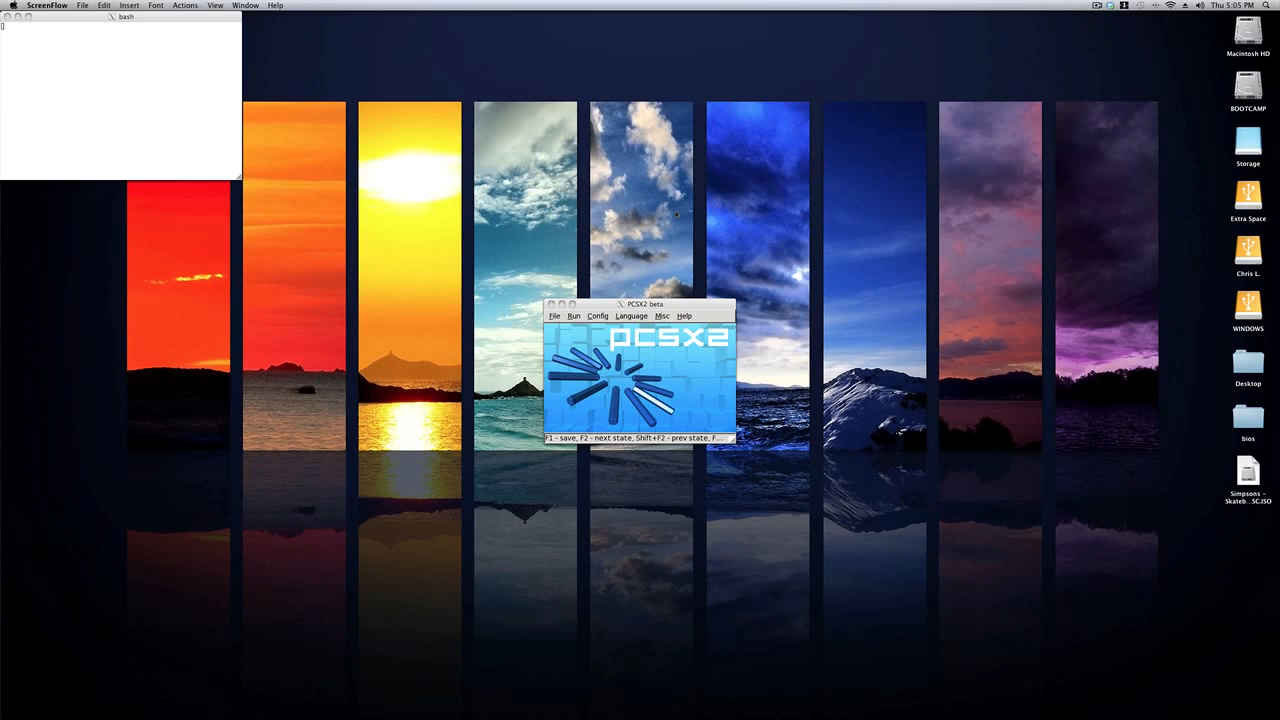 ScreenFlow File Edit Insert Font Actions View Window Help
Thu 5:05 PM
bash
Macintosh HD
BOOTCAMP
Storage
Extra Space
Chris L.
WINDOWS
Desktop
bios
Simpsons -
Skateb...SC.ISO
PCSX2 beta
File Run Config Language Misc Help
pcsx2
F1 - save, F2 - next state, Shift+F2 - prev state, F...